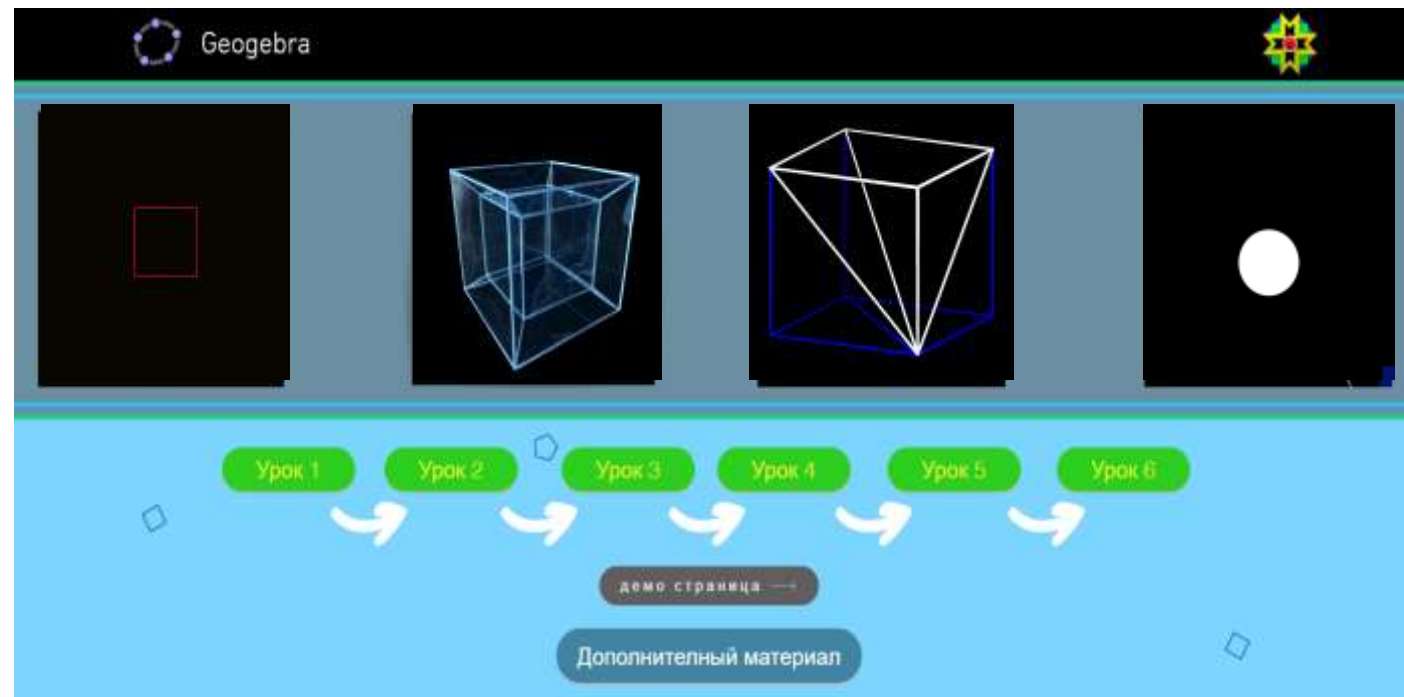 Geogebra
Урок 1 Урок 2 Урок 3 Урок 4 Урок 5 Урок 6
демо страница →
Дополнителный материал